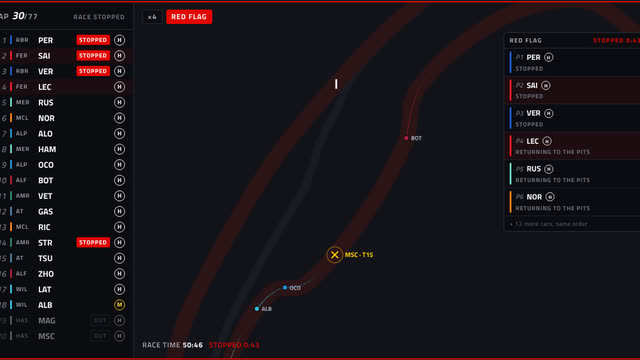 AP 30/77 RACE STOPPED
1 RBR PER STOPPED H
2 FER SAI STOPPED H
3 RBR VER STOPPED H
4 FER LEC H
5 MER RUS H
6 MCL NOR H
7 ALP ALO H
8 MER HAM H
9 ALP OCO H
10 ALF BOT H
11 AMR VET H
12 AT GAS H
13 MCL RIC H
14 AMR STR STOPPED H
15 AT TSU H
16 ALF ZHO H
17 WIL LAT H
18 WIL ALB M
19 HAS MAG OUT H
20 HAS MSC OUT H
×4 RED FLAG
BOT
MSC · T15
OCO
ALB
RACE TIME 50:46 STOPPED 0:43
RED FLAG STOPPED 0:43
P1 PER H
STOPPED
P2 SAI H
STOPPED
P3 VER H
STOPPED
P4 LEC H
RETURNING TO THE PITS
P5 RUS H
RETURNING TO THE PITS
P6 NOR H
RETURNING TO THE PITS
+ 12 more cars, same order